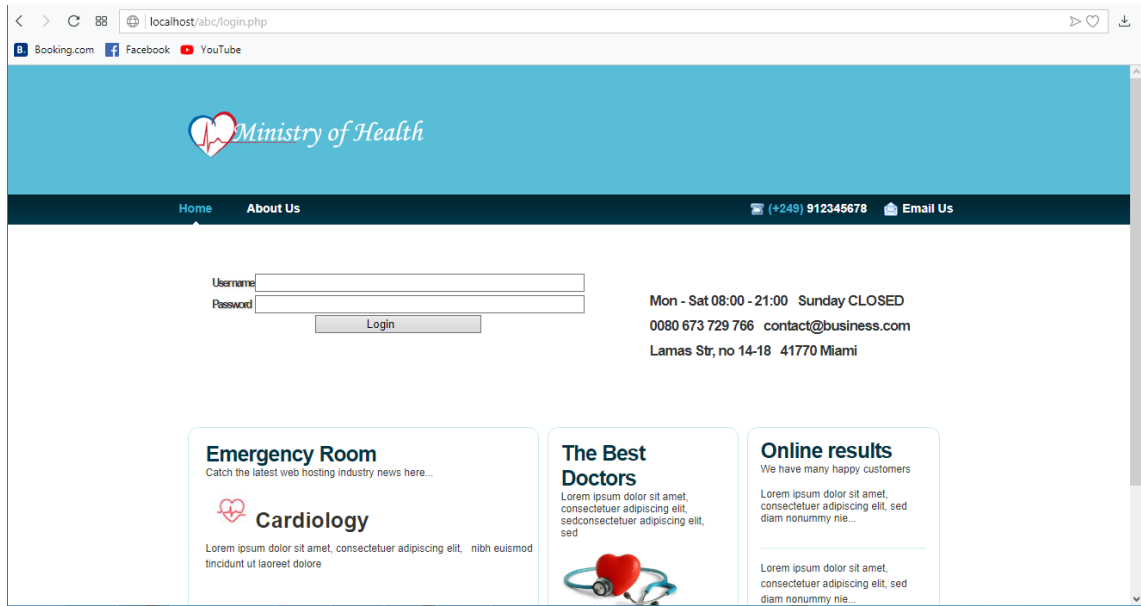 localhost/abc/login.php
B. Booking.com Facebook YouTube
Ministry of Health
Home About Us (+249) 912345678 Email Us
Username
Password
Login
Mon - Sat 08:00 - 21:00 Sunday CLOSED
0080 673 729 766 contact@business.com
Lamas Str, no 14-18 41770 Miami
Emergency Room
Catch the latest web hosting industry news here...
Cardiology
Lorem ipsum dolor sit amet, consectetuer adipiscing elit, nibh euismod
tincidunt ut laoreet dolore
The Best
Doctors
Lorem ipsum dolor sit amet,
consectetuer adipiscing elit,
sedconsectetuer adipiscing elit,
sed
Online results
We have many happy customers
Lorem ipsum dolor sit amet,
consectetuer adipiscing elit, sed
diam nonummy nie...
Lorem ipsum dolor sit amet,
consectetuer adipiscing elit, sed
diam nonummy nie...